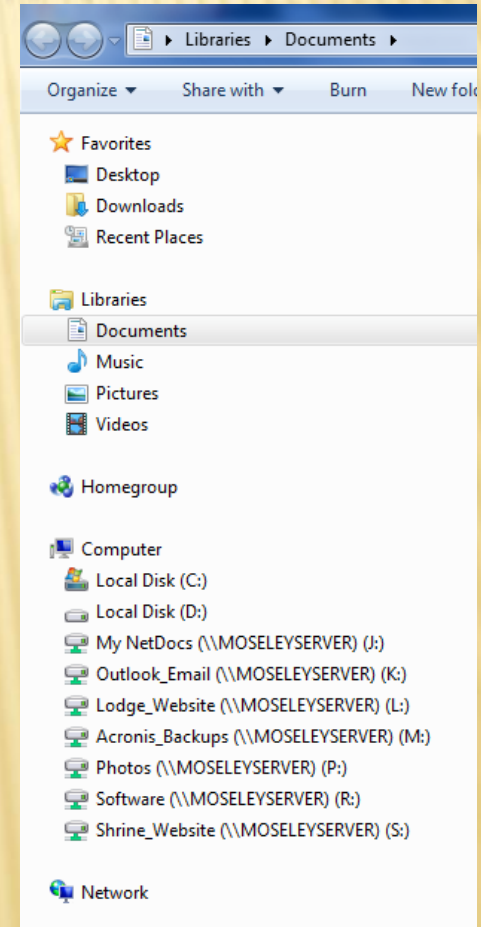 Libraries Documents
Organize Share with Burn New fold
Favorites
Desktop
Downloads
Recent Places
Libraries
Documents
Music
Pictures
Videos
Homegroup
Computer
Local Disk (C:)
Local Disk (D:)
My NetDocs (\\MOSELEYSERVER) (J:)
Outlook_Email (\\MOSELEYSERVER) (K:)
Lodge_Website (\\MOSELEYSERVER) (L:)
Acronis_Backups (\\MOSELEYSERVER) (M:)
Photos (\\MOSELEYSERVER) (P:)
Software (\\MOSELEYSERVER) (R:)
Shrine_Website (\\MOSELEYSERVER) (S:)
Network